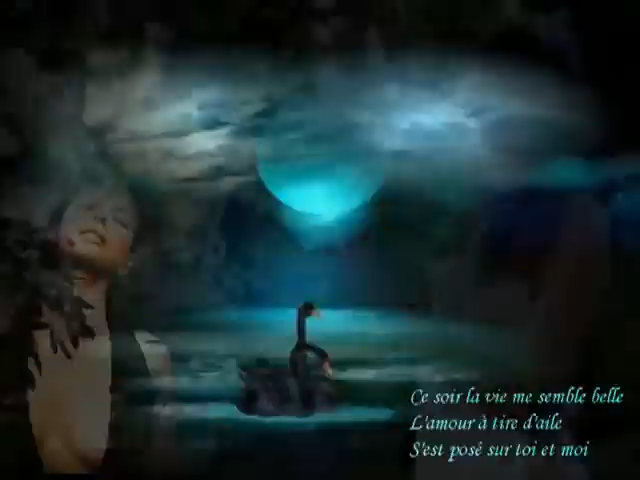 Ce soir la vie me semble belle
L'amour à tire d'aile
S'est posé sur toi et moi